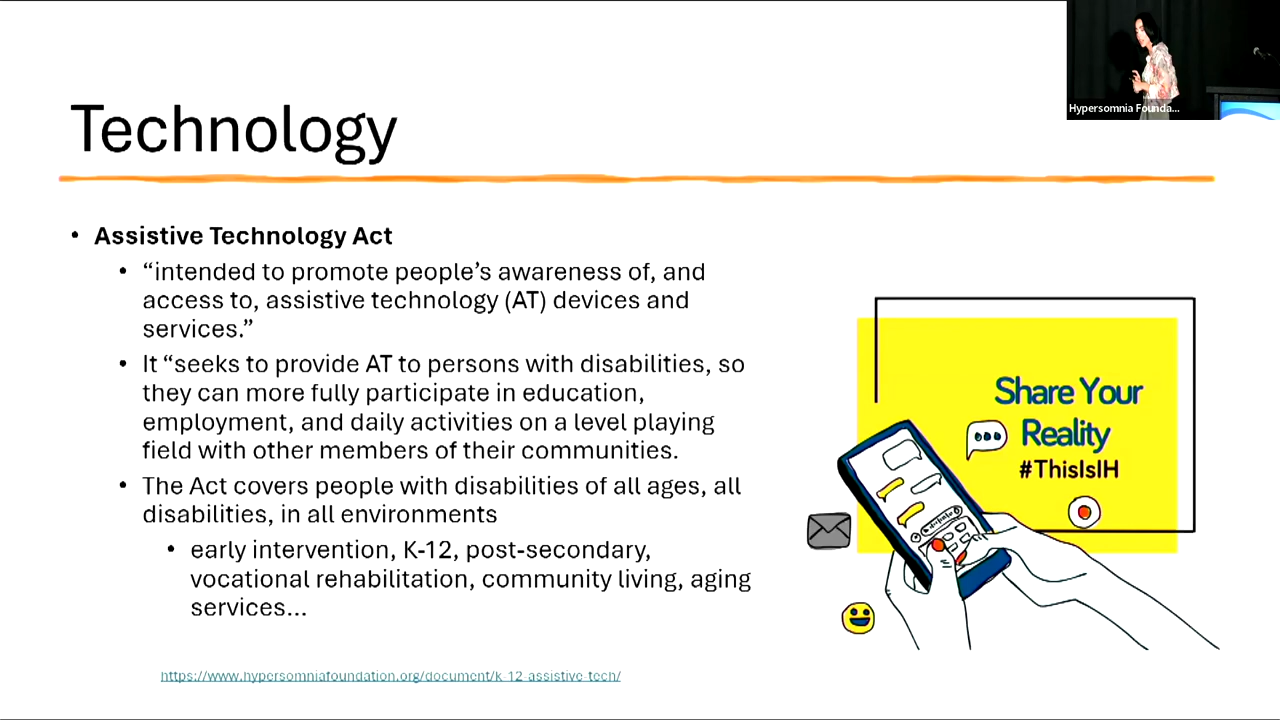 Hypersomnia Founda...
Technology
• Assistive Technology Act
• “intended to promote people’s awareness of, and
access to, assistive technology (AT) devices and
services.”
• It “seeks to provide AT to persons with disabilities, so
they can more fully participate in education,
employment, and daily activities on a level playing
field with other members of their communities.
• The Act covers people with disabilities of all ages, all
disabilities, in all environments
• early intervention, K-12, post-secondary,
vocational rehabilitation, community living, aging
services...
Share Your
Reality
#ThisIsIH
https://www.hypersomniafoundation.org/document/k-12-assistive-tech/